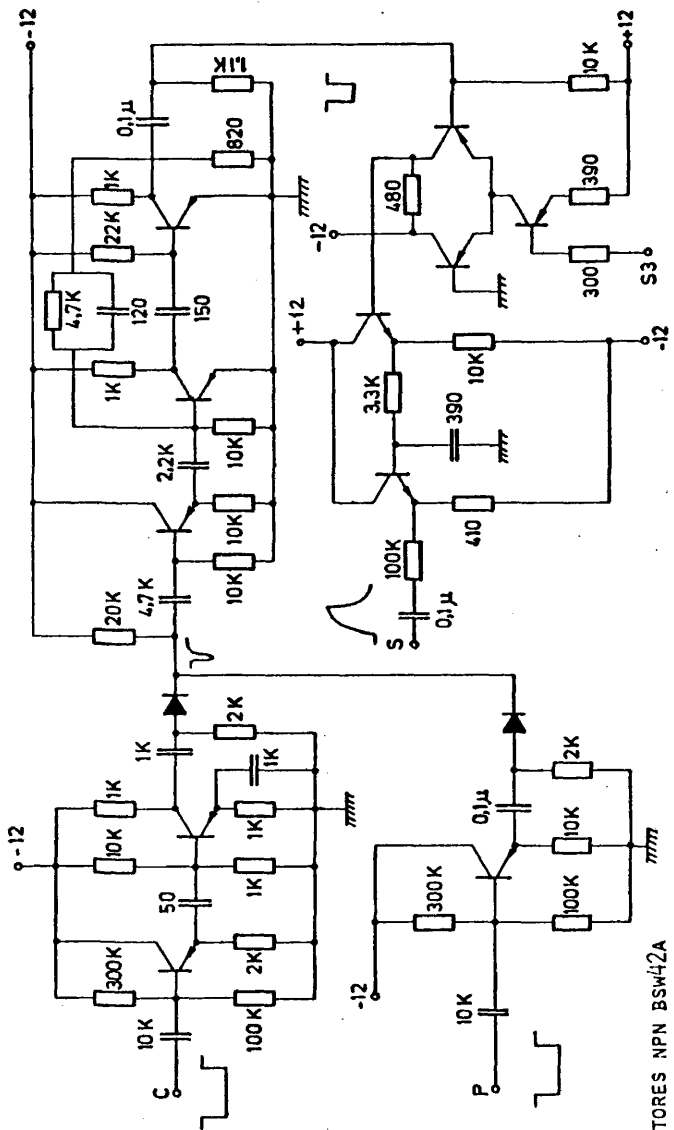 -12
300K
10K
1K
1K
C
10K
50
100K
2K
1K
1K
1K
2K
20K
4.7K
10K
10K
2.2K
10K
1K
4.7K
120
150
22K
1K
0,1µ
820
1.1K
-12
-12
300K
10K
P
0,1µ
100K
10K
2K
S
0,1µ
100K
3.3K
390
410
+12
10K
-12
-12
480
300
S3
390
10K
+12
TORES NPN BSW42A